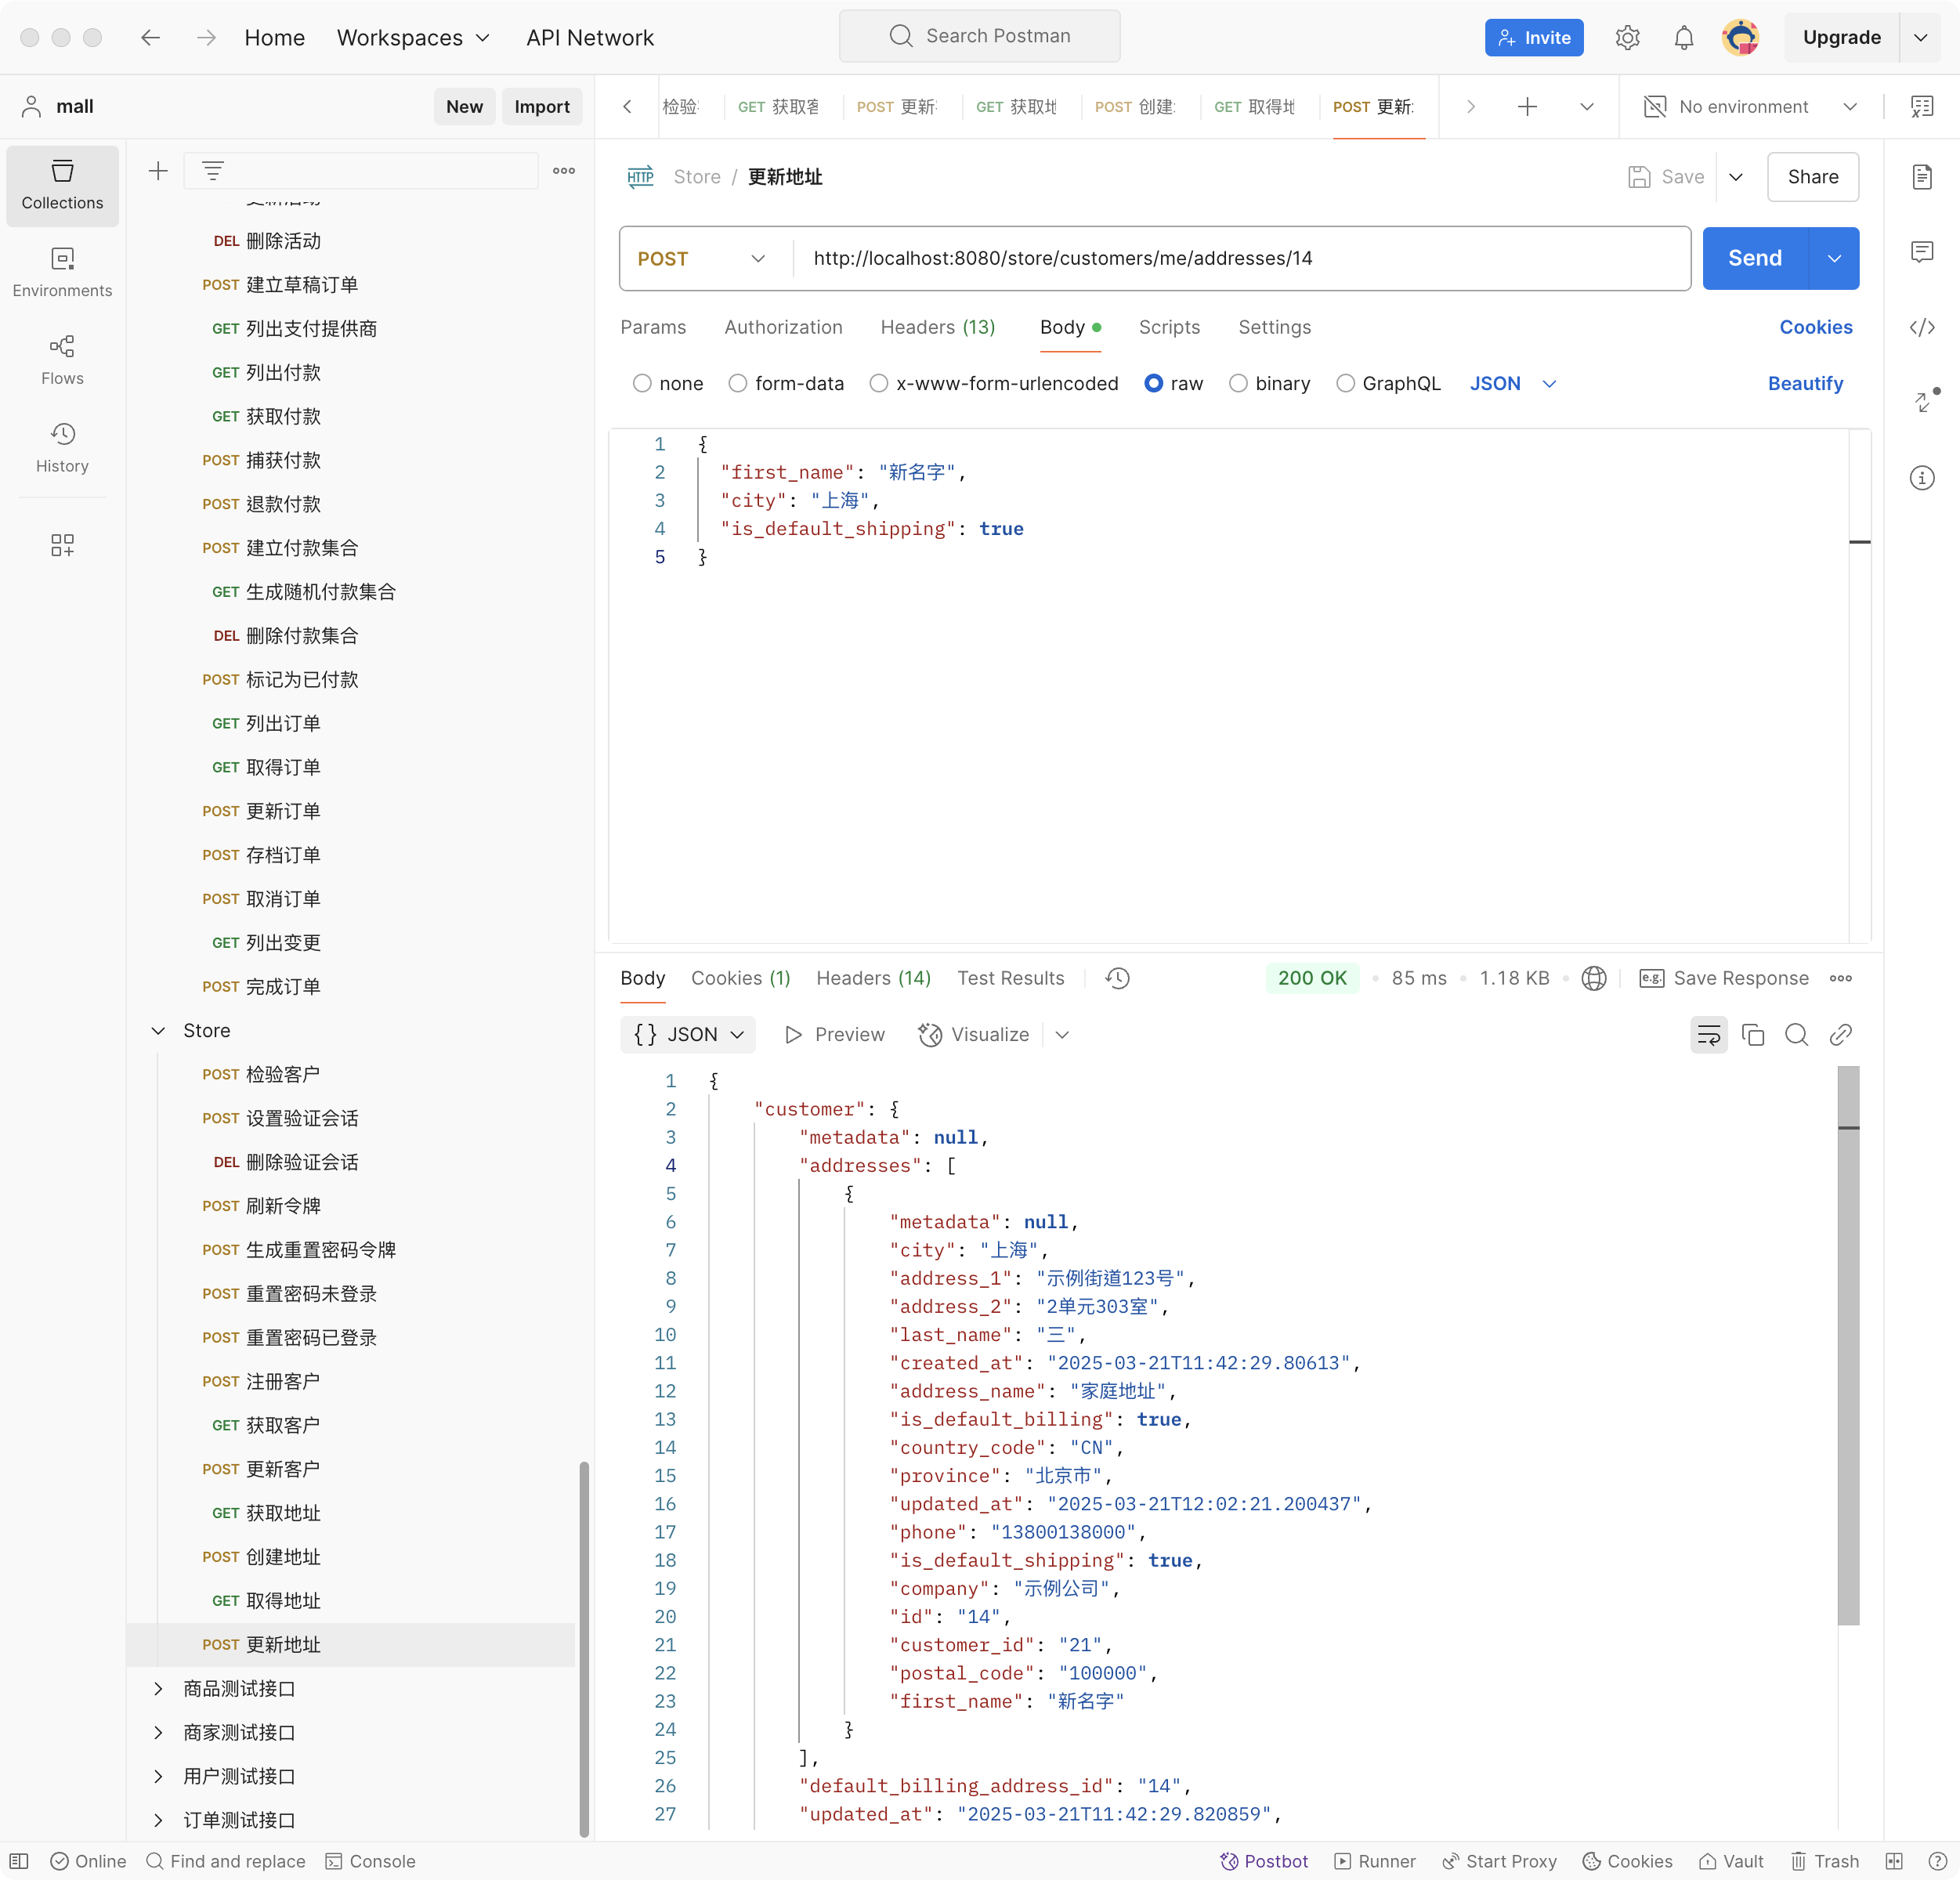 Home Workspaces API Network Search Postman Invite Upgrade
mall New Import
检验 GET 获取客 POST 更新 GET 获取地 POST 创建 GET 取得地 POST 更新 No environment
Collections
Environments
Flows
History
DEL 删除活动
POST 建立草稿订单
GET 列出支付提供商
GET 列出付款
GET 获取付款
POST 捕获付款
POST 退款付款
POST 建立付款集合
GET 生成随机付款集合
DEL 删除付款集合
POST 标记为已付款
GET 列出订单
GET 取得订单
POST 更新订单
POST 存档订单
POST 取消订单
GET 列出变更
POST 完成订单
Store
POST 检验客户
POST 设置验证会话
DEL 删除验证会话
POST 刷新令牌
POST 生成重置密码令牌
POST 重置密码未登录
POST 重置密码已登录
POST 注册客户
GET 获取客户
POST 更新客户
GET 获取地址
POST 创建地址
GET 取得地址
POST 更新地址
商品测试接口
商家测试接口
用户测试接口
订单测试接口
HTTP Store / 更新地址 Save Share
POST http://localhost:8080/store/customers/me/addresses/14 Send
Params Authorization Headers (13) Body Scripts Settings Cookies
none form-data x-www-form-urlencoded raw binary GraphQL JSON Beautify
1 {
2 "first_name": "新名字",
3 "city": "上海",
4 "is_default_shipping": true
5 }
Body Cookies (1) Headers (14) Test Results 200 OK 85 ms 1.18 KB e.g. Save Response
{} JSON Preview Visualize
1 {
2 "customer": {
3 "metadata": null,
4 "addresses": [
5 {
6 "metadata": null,
7 "city": "上海",
8 "address_1": "示例街道123号",
9 "address_2": "2单元303室",
10 "last_name": "三",
11 "created_at": "2025-03-21T11:42:29.80613",
12 "address_name": "家庭地址",
13 "is_default_billing": true,
14 "country_code": "CN",
15 "province": "北京市",
16 "updated_at": "2025-03-21T12:02:21.200437",
17 "phone": "13800138000",
18 "is_default_shipping": true,
19 "company": "示例公司",
20 "id": "14",
21 "customer_id": "21",
22 "postal_code": "100000",
23 "first_name": "新名字"
24 }
25 ],
26 "default_billing_address_id": "14",
27 "updated_at": "2025-03-21T11:42:29.820859",
Online Find and replace Console Postbot Runner Start Proxy Cookies Vault Trash